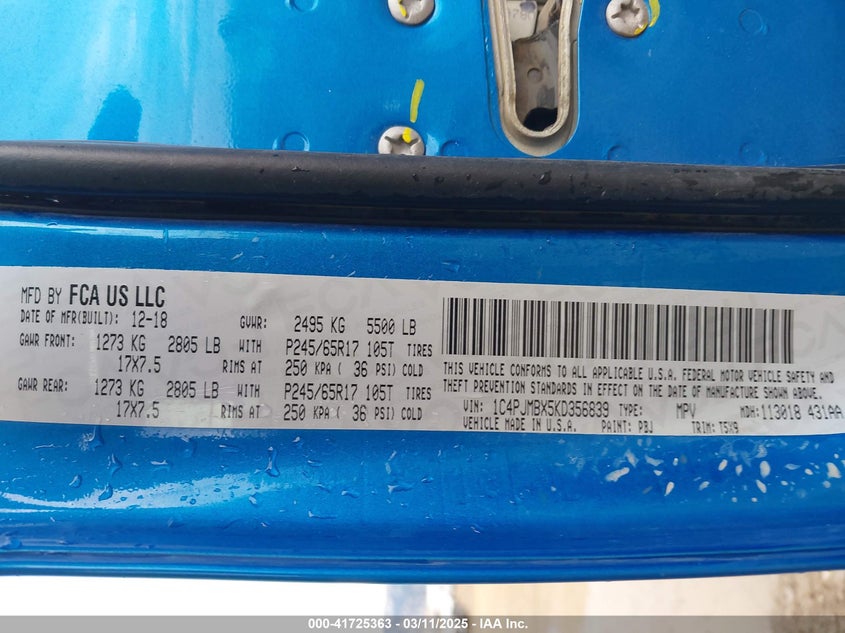 MFD BY FCA US LLC
DATE OF MFR(BUILT): 12-18 GVWR: 2495 KG 5500 LB
GAWR FRONT: 1273 KG 2805 LB WITH P245/65R17 105T TIRES
17X7.5 RIMS AT 250 KPA ( 36 PSI) COLD
GAWR REAR: 1273 KG 2805 LB WITH P245/65R17 105T TIRES
17X7.5 RIMS AT 250 KPA ( 36 PSI) COLD
THIS VEHICLE CONFORMS TO ALL APPLICABLE U.S.A. FEDERAL MOTOR VEHICLE SAFETY AND
THEFT PREVENTION STANDARDS IN EFFECT ON THE DATE OF MANUFACTURE SHOWN ABOVE.
VIN: 1C4PJMBX5KD356839 TYPE: MPV MDH: 113018 431AA
VEHICLE MADE IN U.S.A. PAINT: PBJ TRIM: T5X9
000-41725363 - 03/11/2025 - IAA Inc.